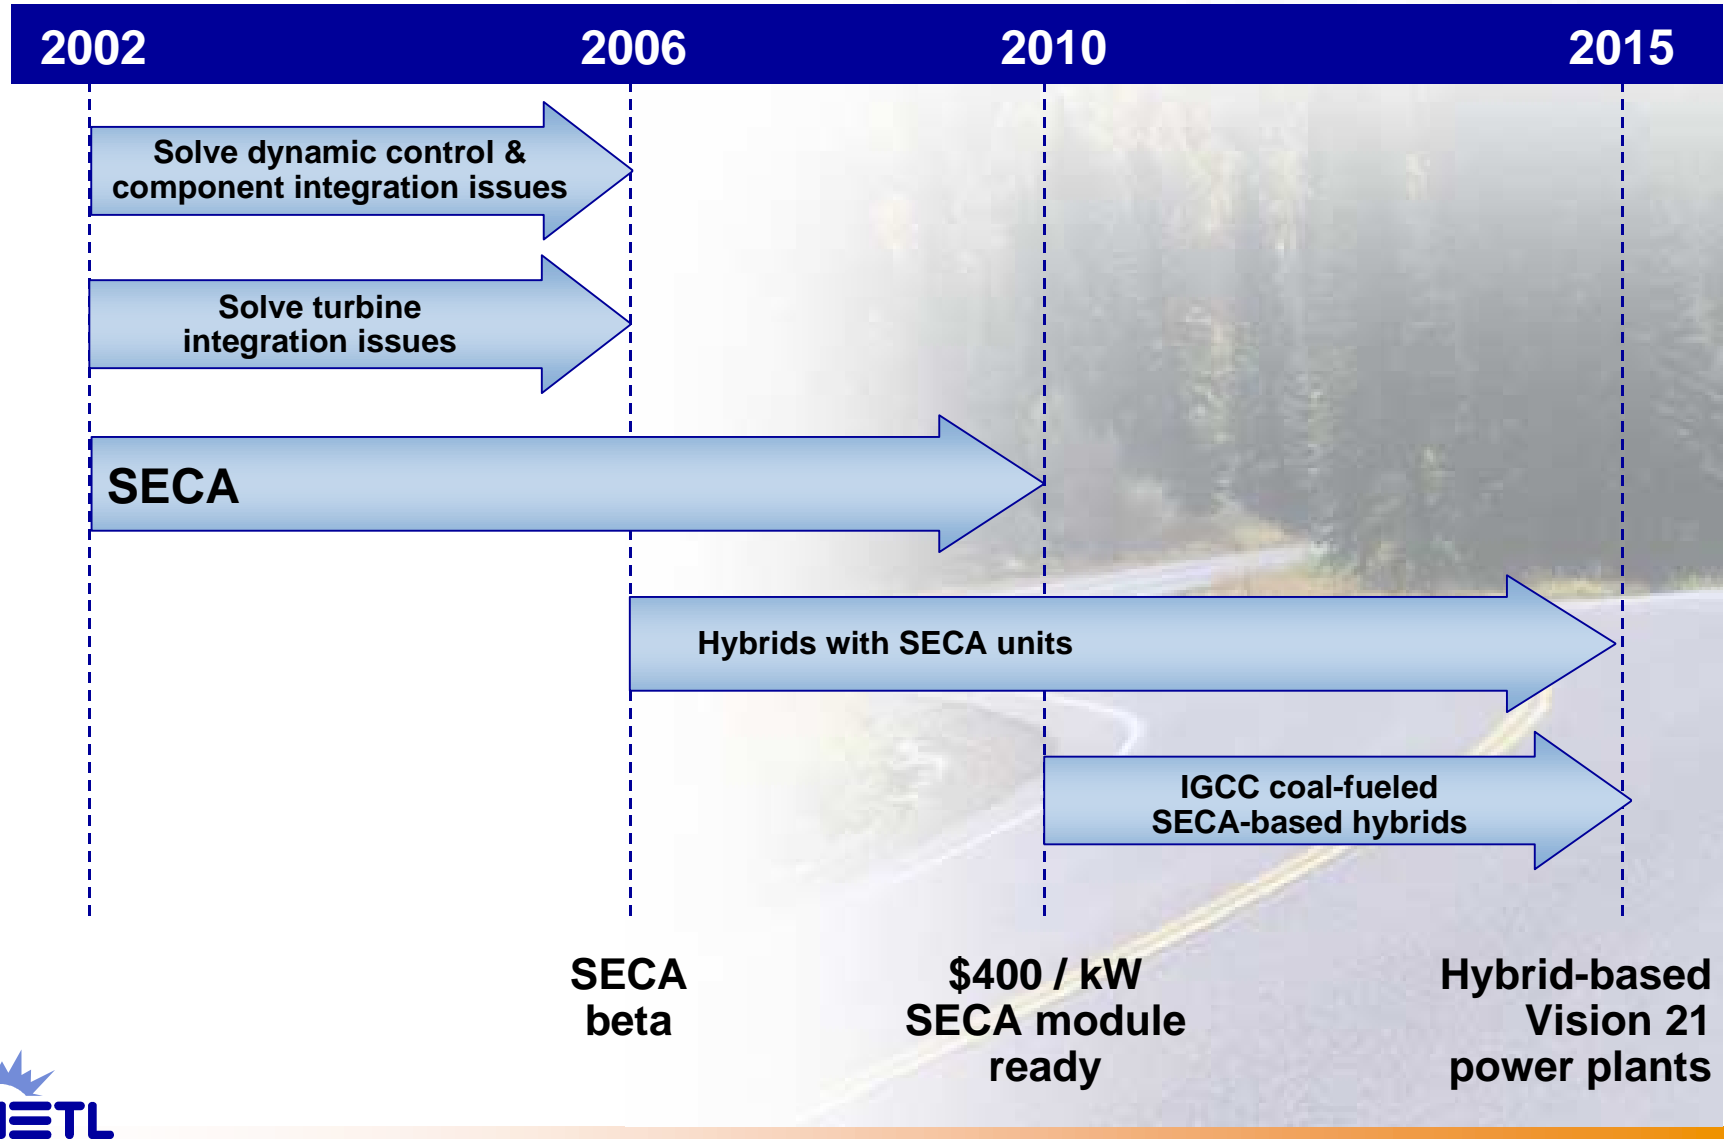 2002 2006 2010 2015
Solve dynamic control &
component integration issues
Solve turbine
integration issues
SECA
Hybrids with SECA units
IGCC coal-fueled
SECA-based hybrids
SECA
beta
$400 / kW
SECA module
ready
Hybrid-based
Vision 21
power plants
NETL